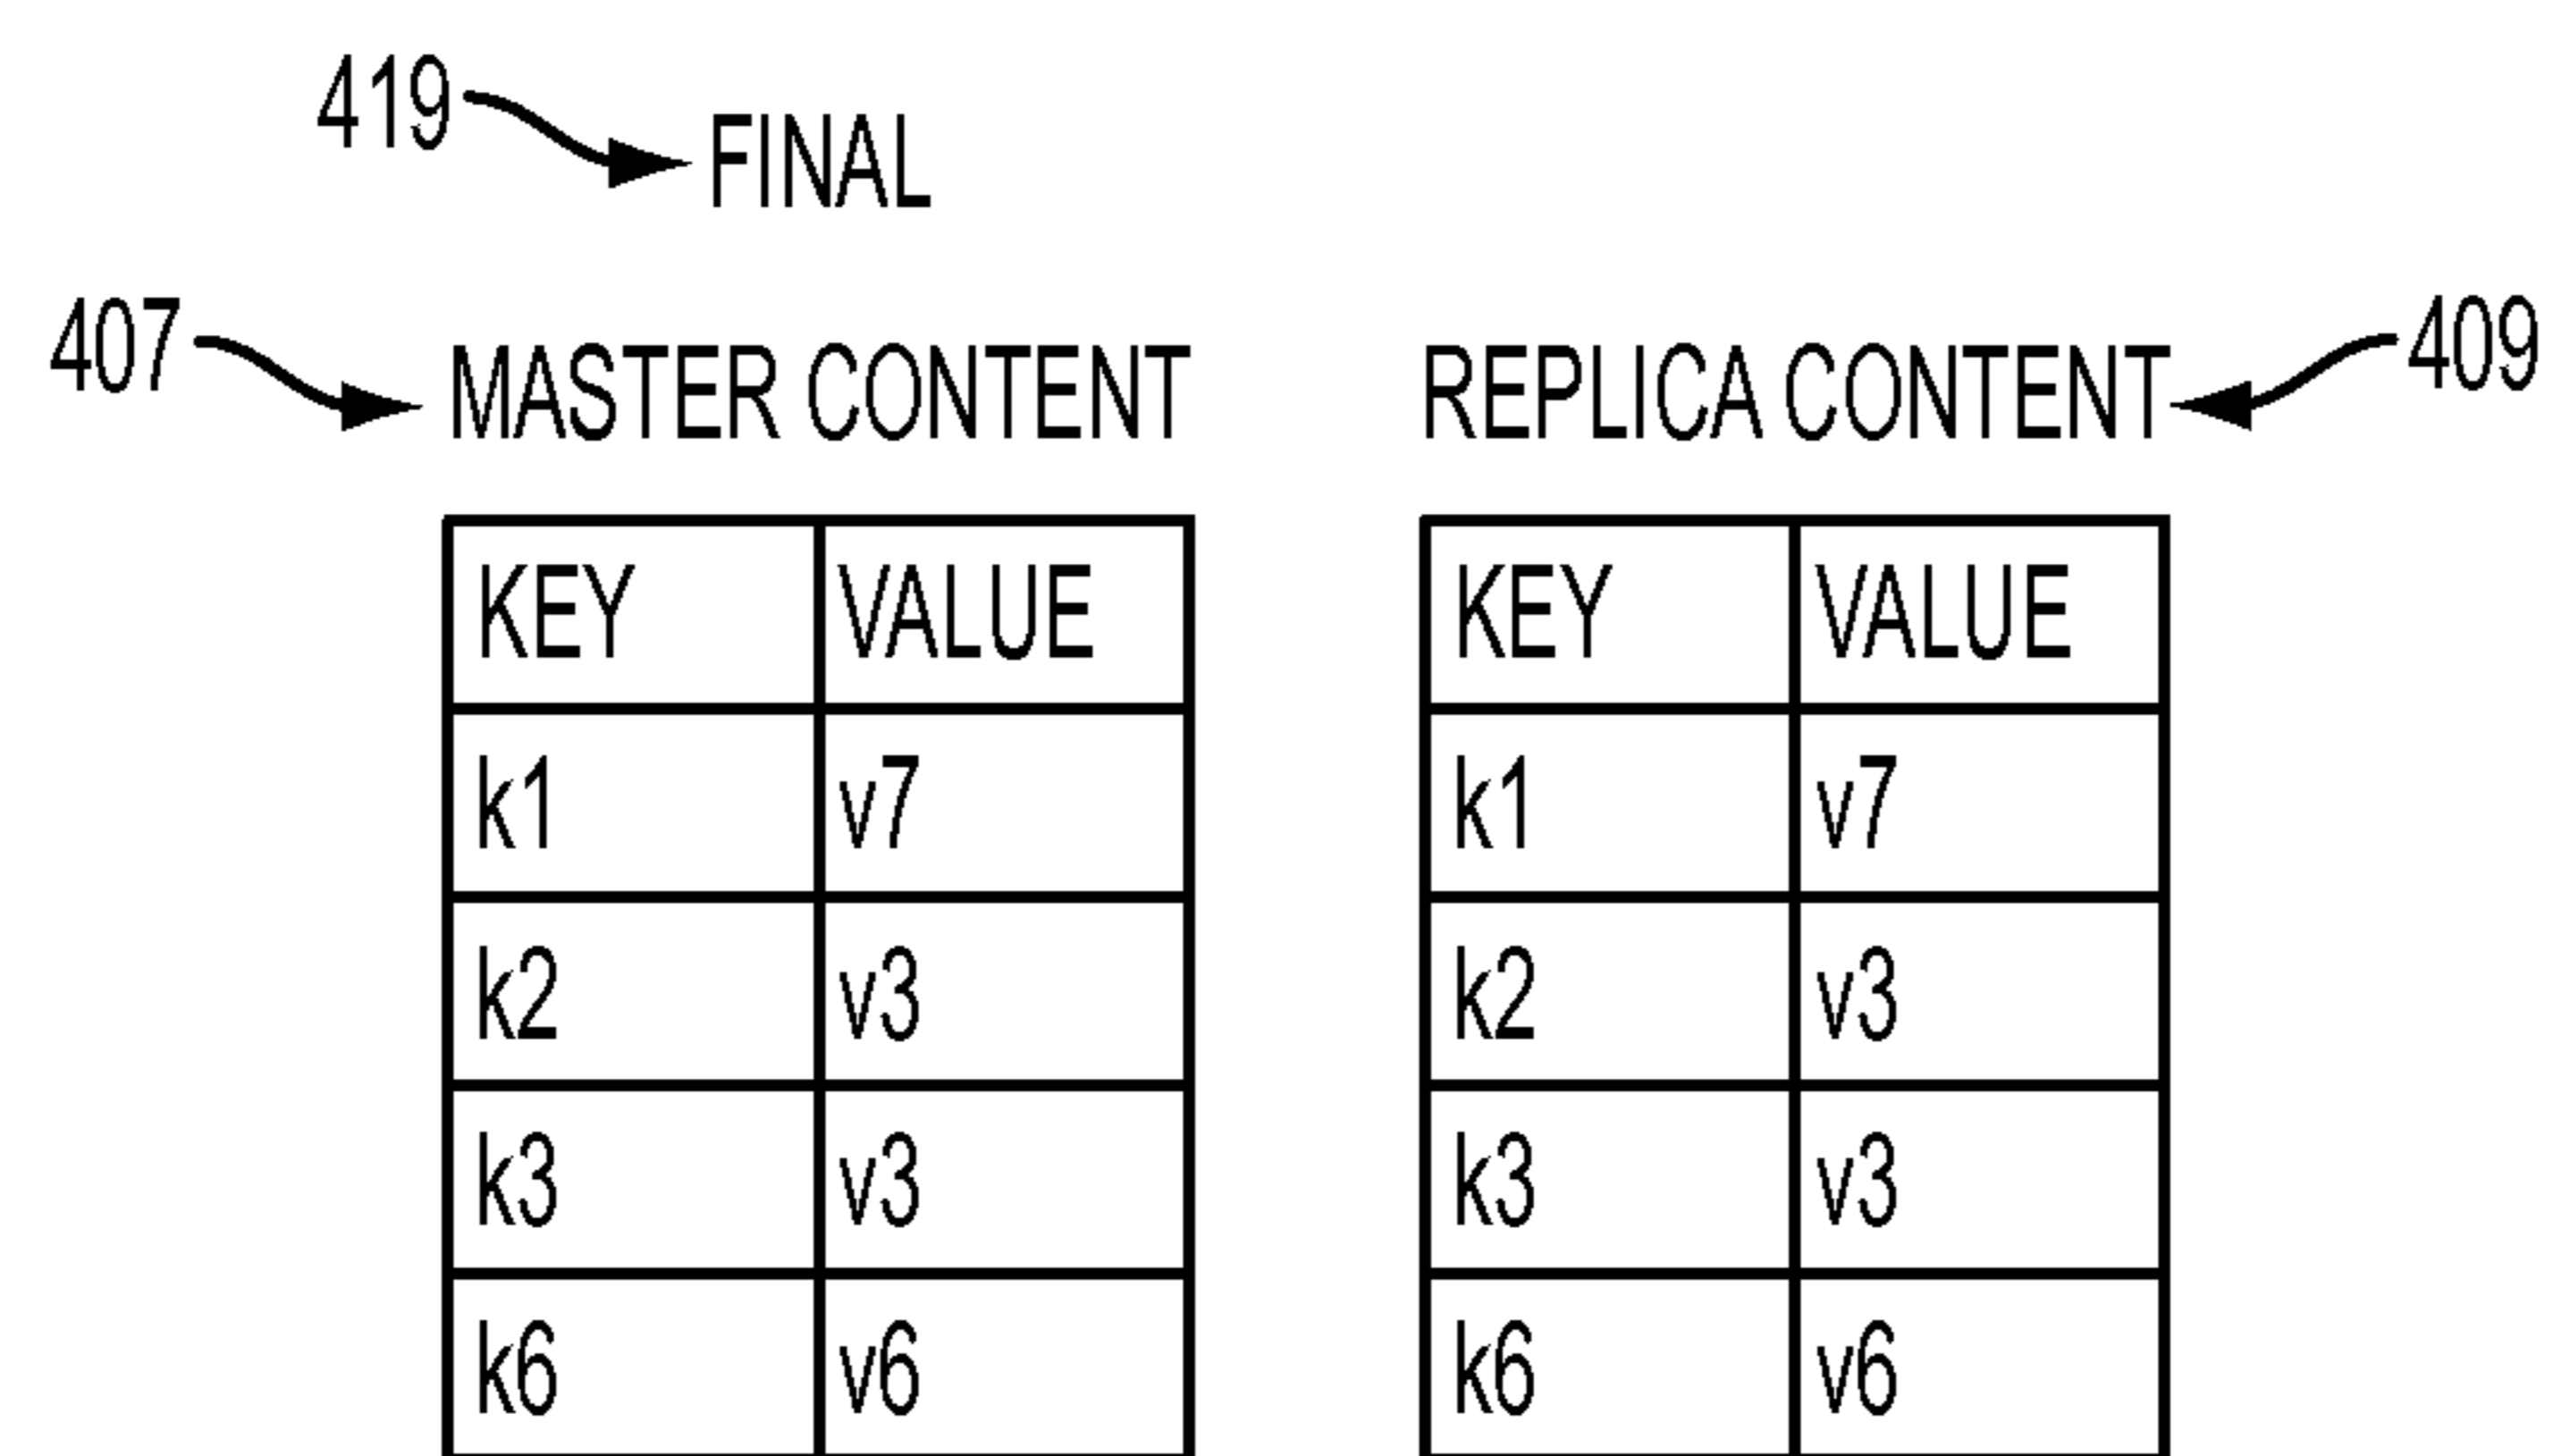 419
FINAL
407 MASTER CONTENT REPLICA CONTENT 409
KEY VALUE KEY VALUE
k1 v7 k1 v7
k2 v3 k2 v3
k3 v3 k3 v3
k6 v6 k6 v6